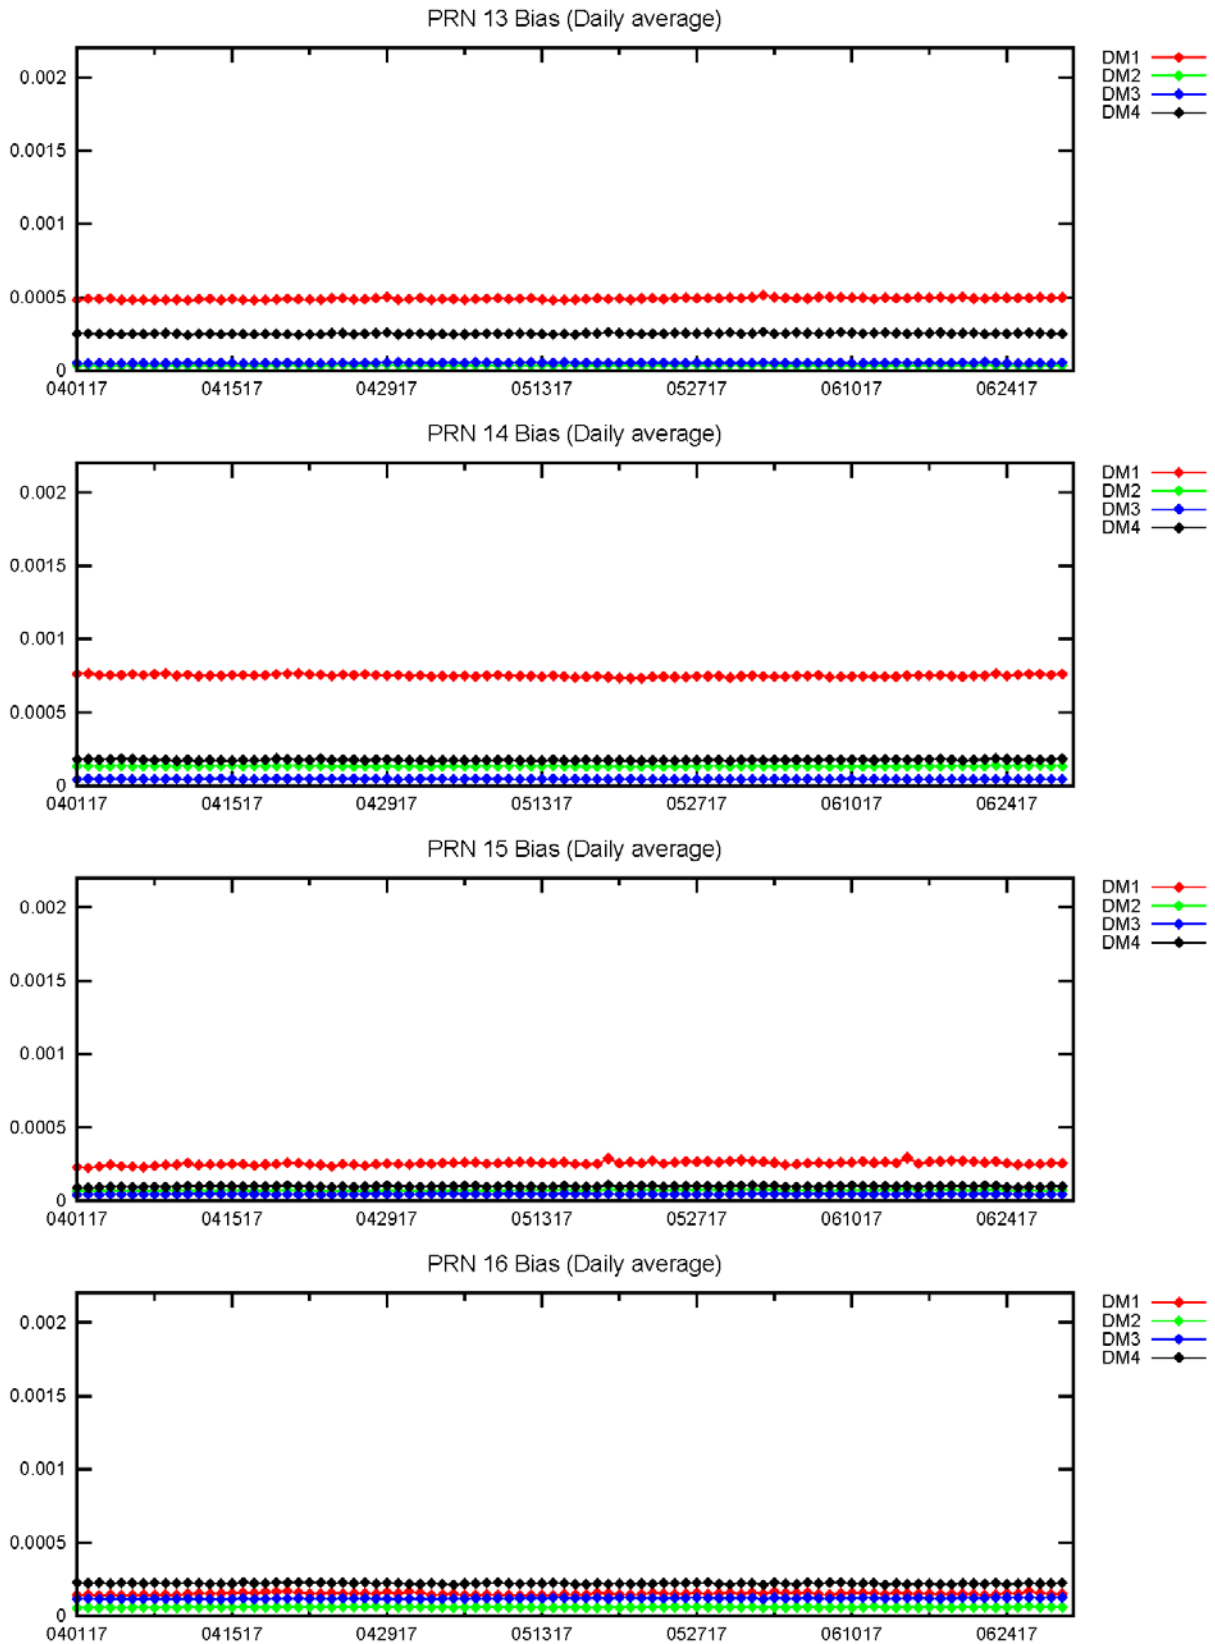 PRN 13 Bias (Daily average)
DM1
DM2
DM3
DM4
0.002
0.0015
0.001
0.0005
0
040117 041517 042917 051317 052717 061017 062417
PRN 14 Bias (Daily average)
DM1
DM2
DM3
DM4
0.002
0.0015
0.001
0.0005
0
040117 041517 042917 051317 052717 061017 062417
PRN 15 Bias (Daily average)
DM1
DM2
DM3
DM4
0.002
0.0015
0.001
0.0005
0
040117 041517 042917 051317 052717 061017 062417
PRN 16 Bias (Daily average)
DM1
DM2
DM3
DM4
0.002
0.0015
0.001
0.0005
0
040117 041517 042917 051317 052717 061017 062417